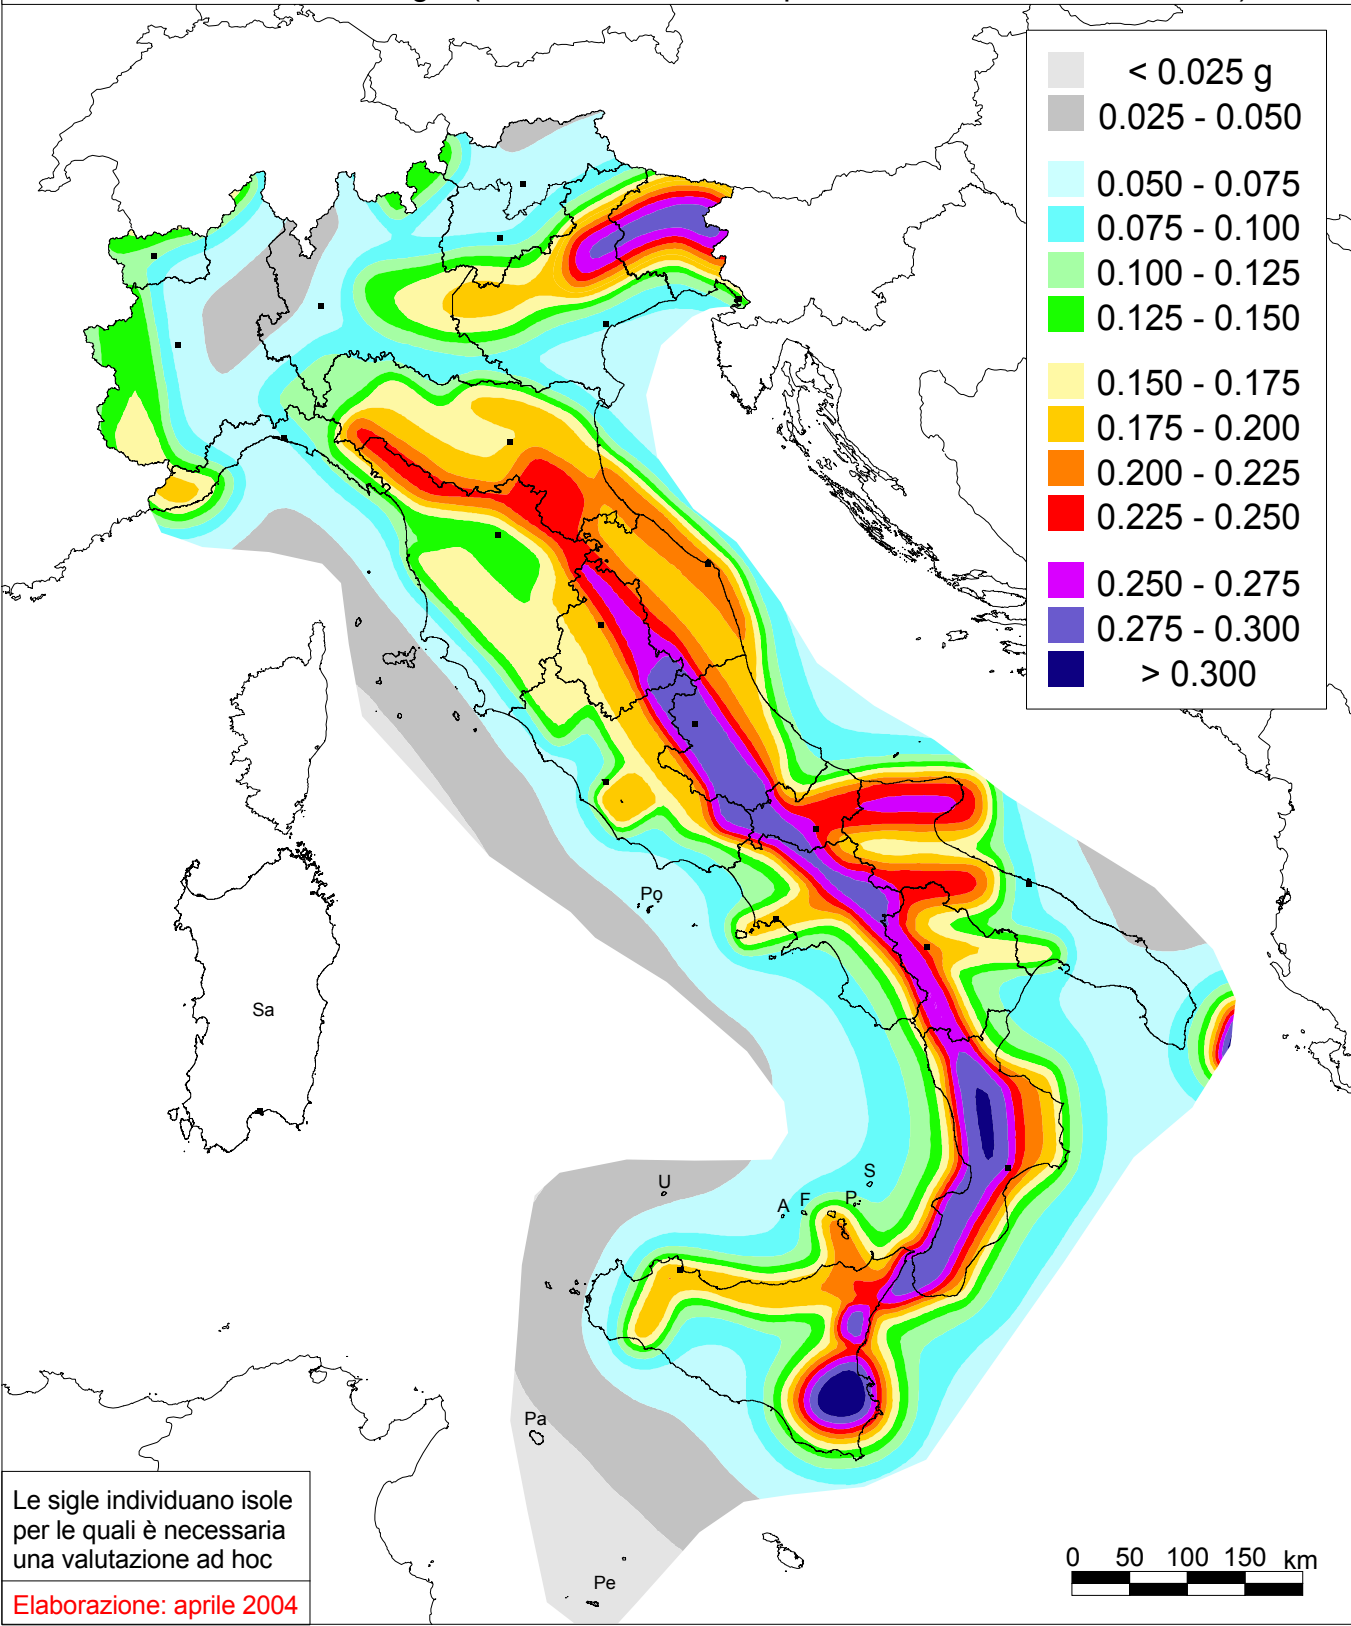 < 0.025 g
0.025 - 0.050
0.050 - 0.075
0.075 - 0.100
0.100 - 0.125
0.125 - 0.150
0.150 - 0.175
0.175 - 0.200
0.200 - 0.225
0.225 - 0.250
0.250 - 0.275
0.275 - 0.300
> 0.300
Po
Sa
U
A
F
P
S
Pa
Pe
Le sigle individuano isole
per le quali è necessaria
una valutazione ad hoc
Elaborazione: aprile 2004
0 50 100 150 km